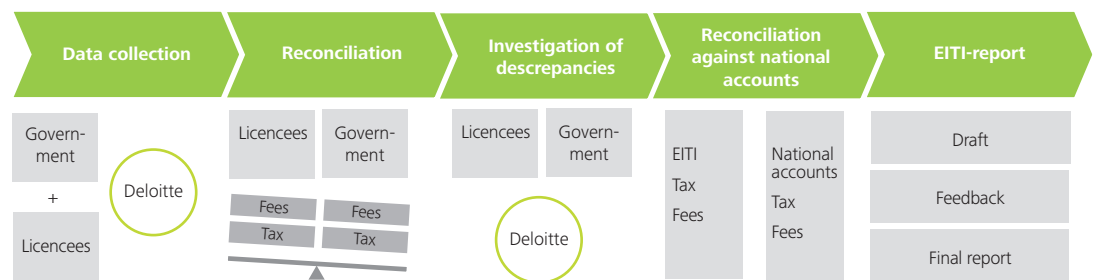 Data collection
Reconciliation
Investigation of
descrepancies
Reconciliation
against national
accounts
EITI-report
Govern-
ment
+
Licencees
Deloitte
Licencees
Govern-
ment
Fees
Fees
Tax
Tax
Licencees
Govern-
ment
Deloitte
EITI
Tax
Fees
National
accounts
Tax
Fees
Draft
Feedback
Final report